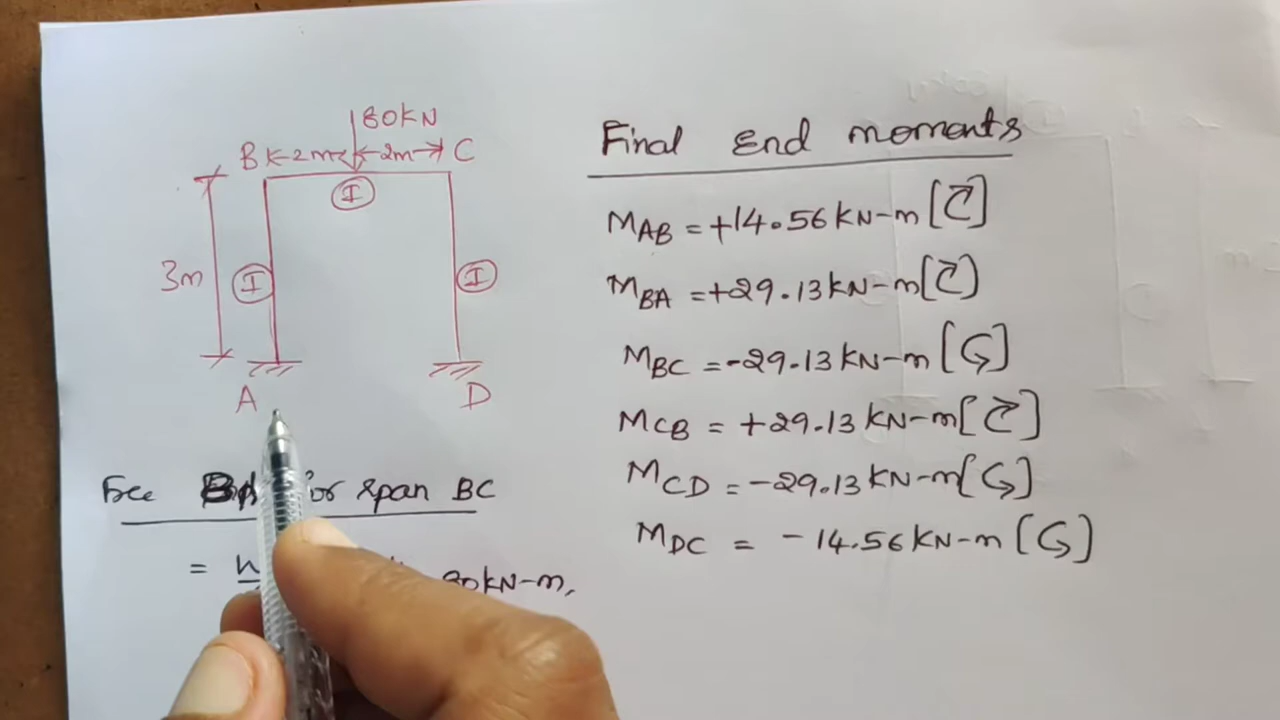 80KN
B 2m 2m C
I
3m I I
A D
Free for span BC
= 80KN-m,
Final End moments
MAB = +14.56 KN-m [↻]
MBA = +29.13 KN-m [↻]
MBC = -29.13 KN-m [↺]
MCB = +29.13 KN-m [↻]
MCD = -29.13 KN-m [↺]
MDC = -14.56 KN-m [↺]